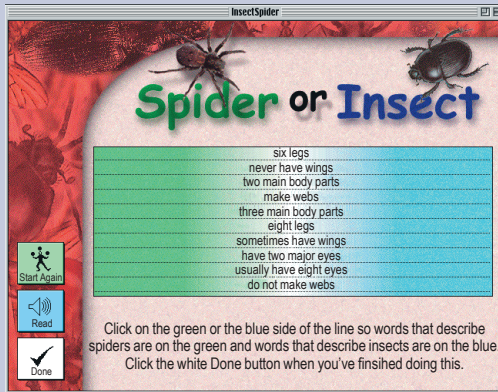 InsectSpider
Spider or Insect
six legs
never have wings
two main body parts
make webs
three main body parts
eight legs
sometimes have wings
have two major eyes
usually have eight eyes
do not make webs
Start Again
Read
Done
Click on the green or the blue side of the line so words that describe
spiders are on the green and words that describe insects are on the blue
Click the white Done button when you've finsihed doing this.